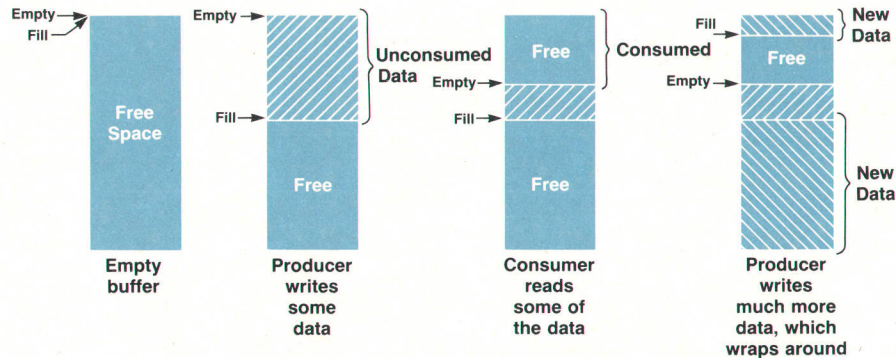 Empty
Fill
Free
Space
Empty
buffer
Empty
Unconsumed
Data
Fill
Free
Producer
writes
some
data
Free
Consumed
Empty
Fill
Free
Consumer
reads
some of
the data
Fill
New
Data
Free
Empty
New
Data
Producer
writes
much more
data, which
wraps around